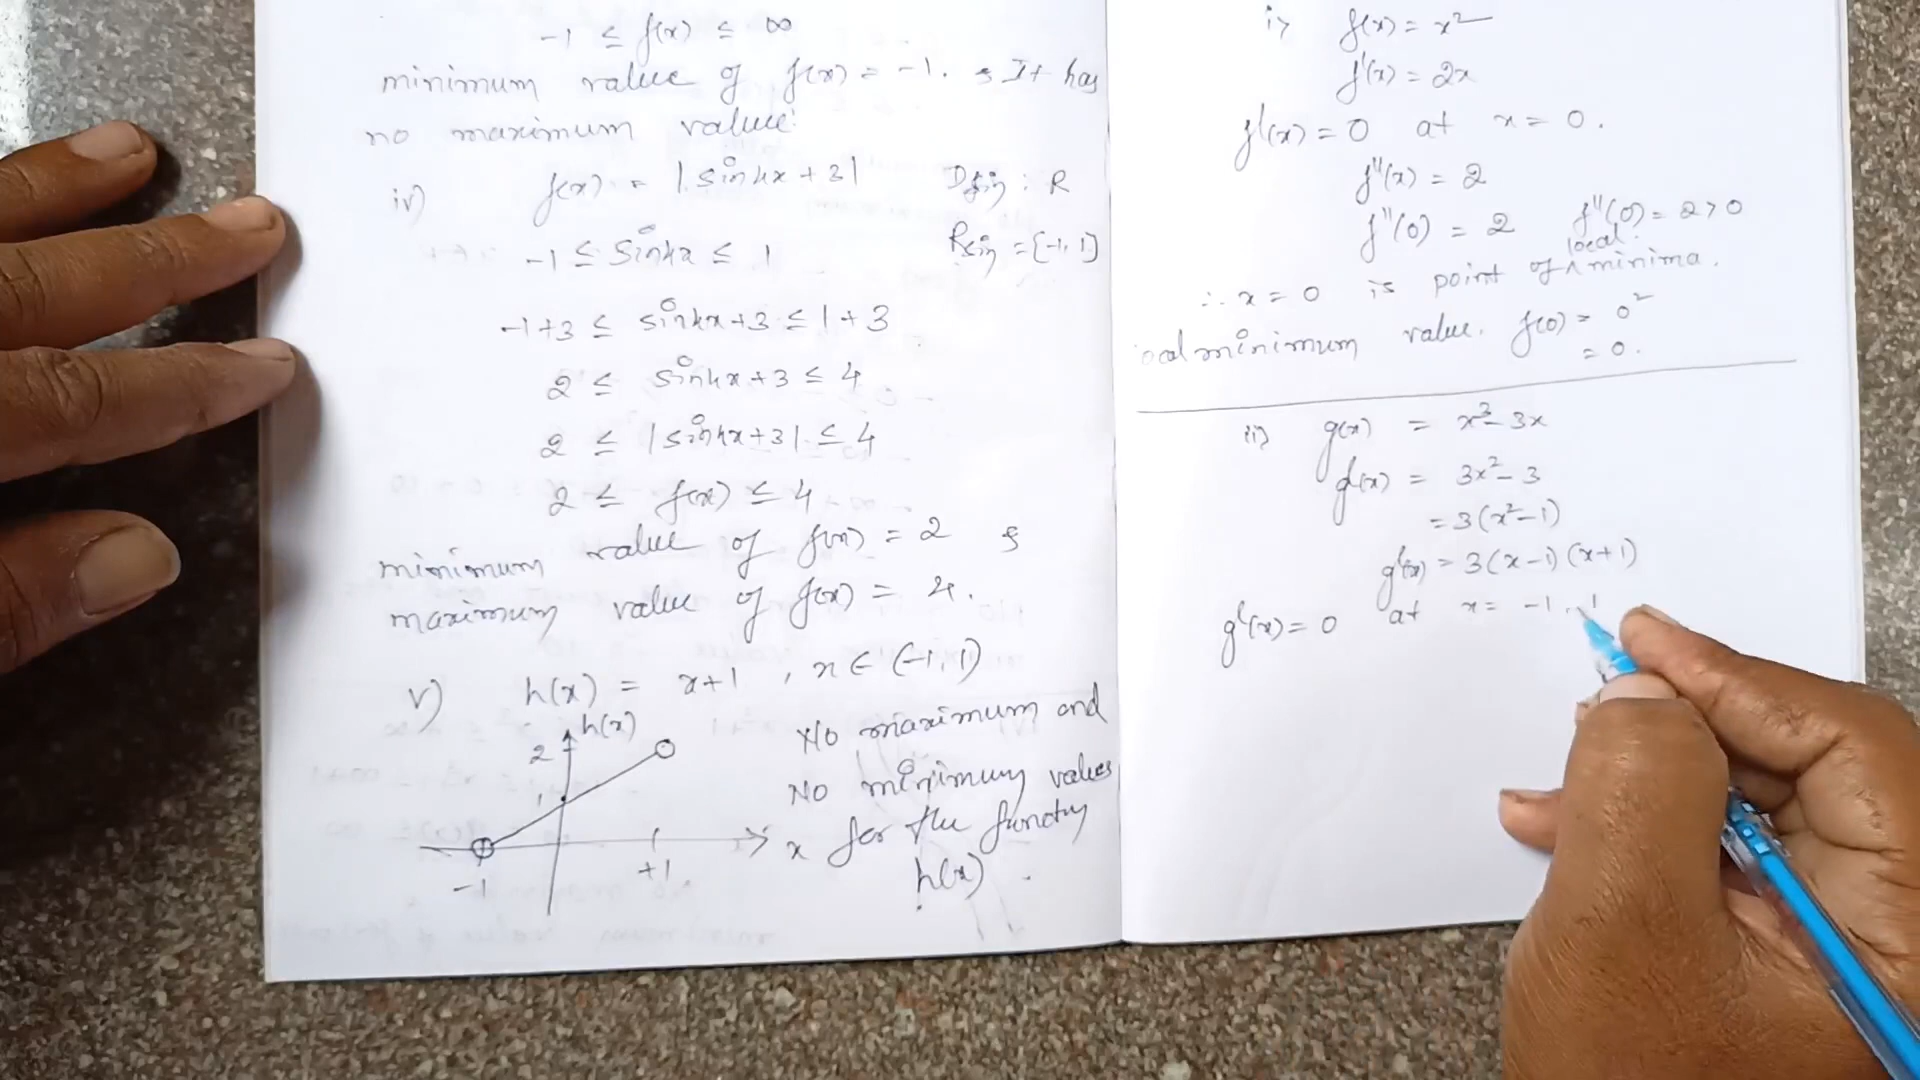 -1 ≤ f(x) ≤ ∞
minimum value of f(x) = -1. & It has
no maximum value.
iv) f(x) = |sin4x+3| Dsin : R
-1 ≤ sin4x ≤ 1 Rsin = [-1, 1]
-1+3 ≤ sin4x+3 ≤ 1+3
2 ≤ sin4x+3 ≤ 4
2 ≤ |sin4x+3| ≤ 4
2 ≤ f(x) ≤ 4
minimum value of f(x) = 2 &
maximum value of f(x) = 4.
v) h(x) = x+1, x∈(-1,1)
h(x)
2
1
-1
+1
x
No maximum and
No minimum values
for the function
h(x).
i) f(x) = x²
f'(x) = 2x
f'(x) = 0 at x = 0.
f''(x) = 2
f''(0) = 2 f''(0) = 2>0
∴ x = 0 is point of local minima.
local minimum value. f(0) = 0²
= 0.
ii) g(x) = x³-3x
g'(x) = 3x²-3
= 3(x²-1)
g'(x) = 3(x-1)(x+1)
g'(x) = 0 at x = -1, 1